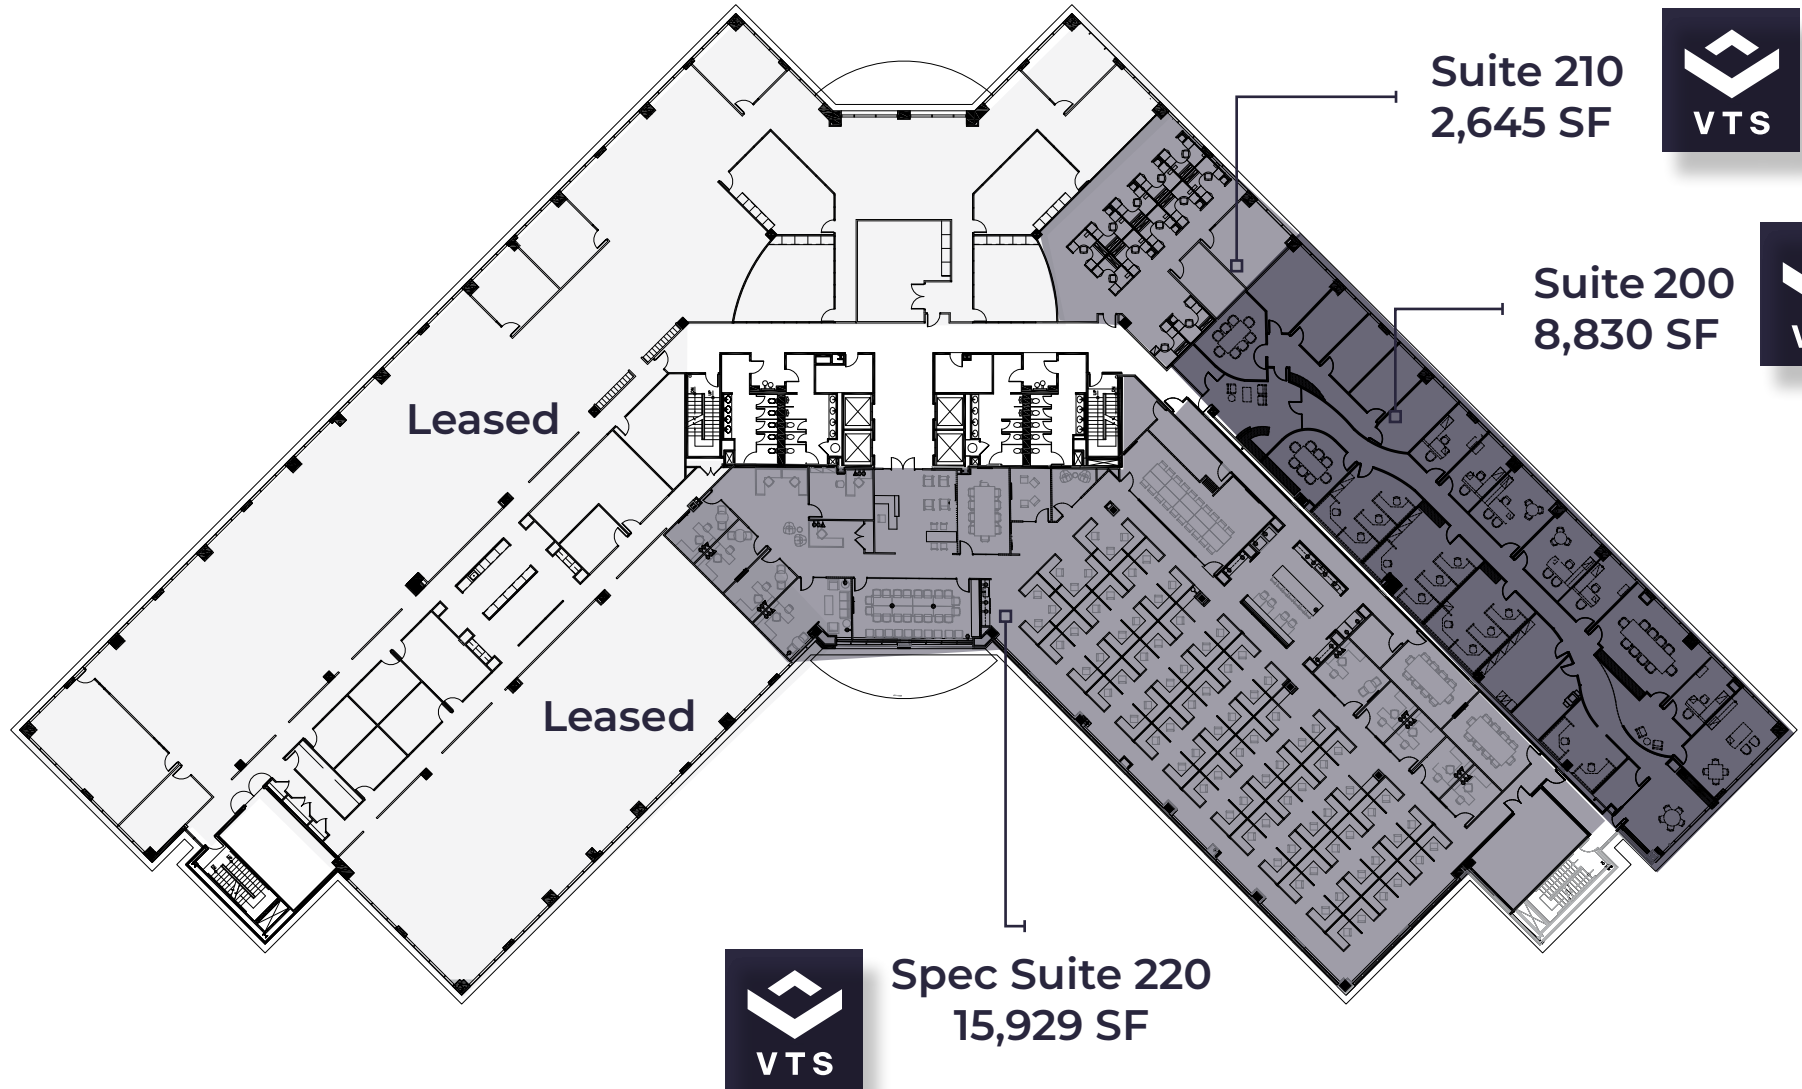 Suite 210
2,645 SF
VTS
Suite 200
8,830 SF
V
Leased
Leased
Spec Suite 220
15,929 SF
VTS